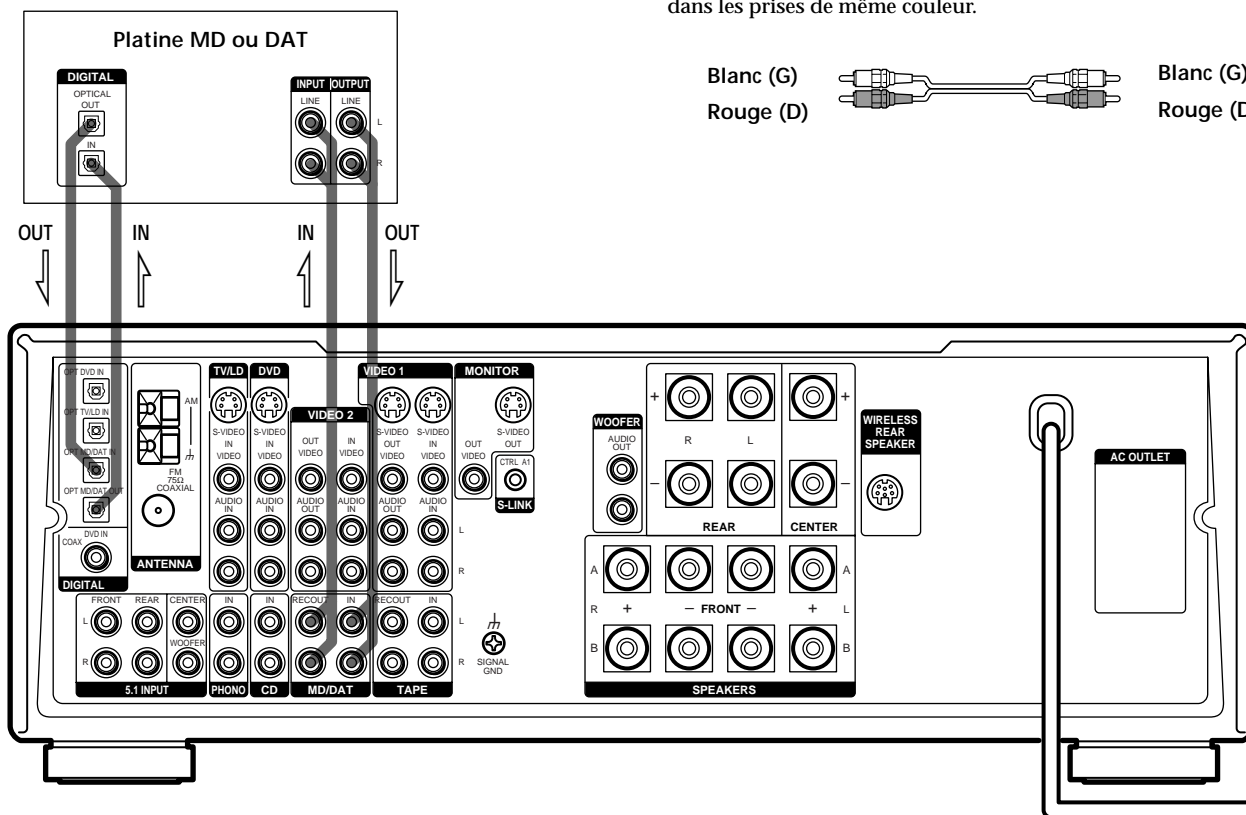 dans les prises de même couleur.
Platine MD ou DAT
DIGITAL
OPTICAL
OUT
IN
INPUT OUTPUT
LINE LINE
L
R
Blanc (G) Blanc (G)
Rouge (D)
OUT IN IN OUT
OPT DVD IN
OPT TV/LD IN
OPT MD/DAT IN
OPT MD/DAT OUT
DVD IN
COAX
DIGITAL
AM
FM
75Ω
COAXIAL
ANTENNA
TV/LD DVD VIDEO 1 MONITOR
VIDEO 2
S-VIDEO S-VIDEO S-VIDEO S-VIDEO S-VIDEO
IN IN OUT IN OUT IN OUT OUT
VIDEO VIDEO VIDEO VIDEO VIDEO VIDEO VIDEO
CTRL A1
S-LINK
AUDIO AUDIO AUDIO AUDIO AUDIO AUDIO
IN IN OUT IN OUT IN
L
R
FRONT REAR CENTER IN IN RECOUT IN RECOUT IN
L L
WOOFER
R R
5.1 INPUT PHONO CD MD/DAT TAPE
SIGNAL
GND
WOOFER
AUDIO
OUT
+ +
R L
– –
REAR CENTER
WIRELESS
REAR
SPEAKER
A A
R + – FRONT – + L
B B
SPEAKERS
AC OUTLET